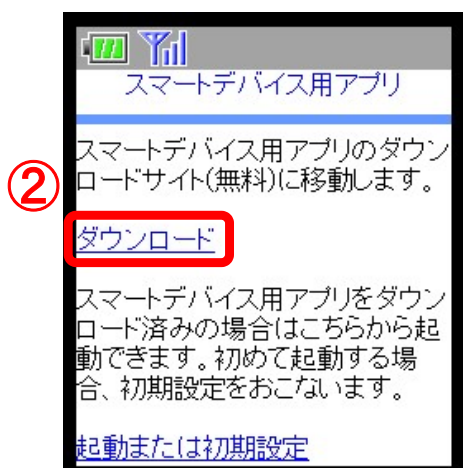 スマートデバイス用アプリ
スマートデバイス用アプリのダウン
ロードサイト(無料)に移動します。
②
ダウンロード
スマートデバイス用アプリをダウン
ロード済みの場合はこちらから起
動できます。初めて起動する場
合、初期設定をおこないます。
起動または初期設定